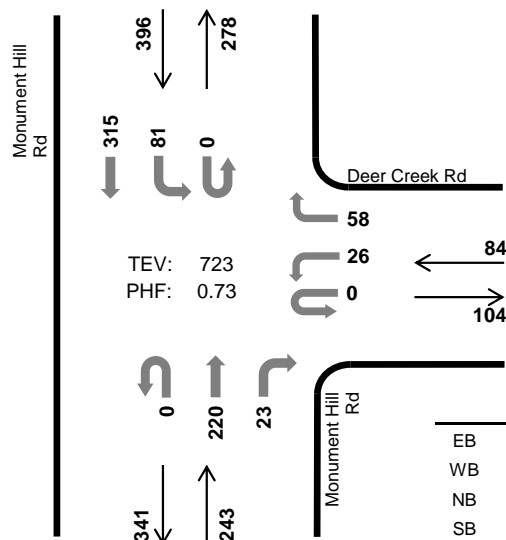 396
278
Monument Hill
Rd
315
81
0
Deer Creek Rd
58
26
84
TEV: 723
PHF: 0.73
0
104
0
220
23
Monument Hill
Rd
341
243
EB
WB
NB
SB